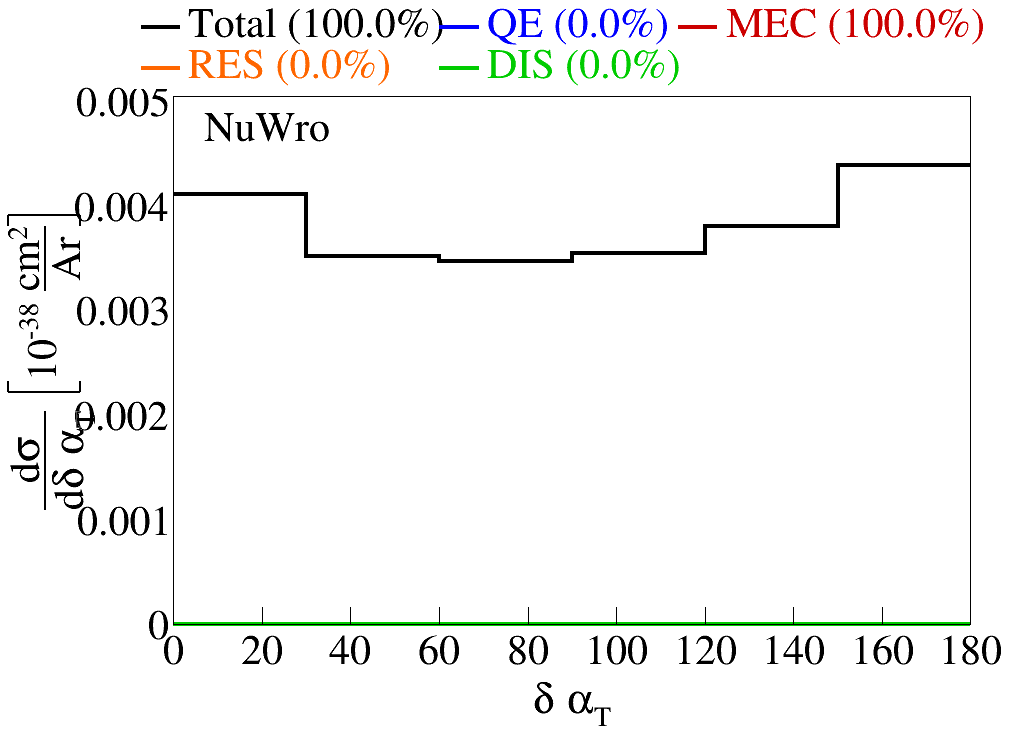 Total (100.0%) QE (0.0%) MEC (100.0%)
RES (0.0%) DIS (0.0%)
NuWro
0.005
0.004
0.003
0.002
0.001
0
0 20 40 60 80 100 120 140 160 180
δ α_T
dσ/dδ α_T [10^-38 cm^2/Ar]